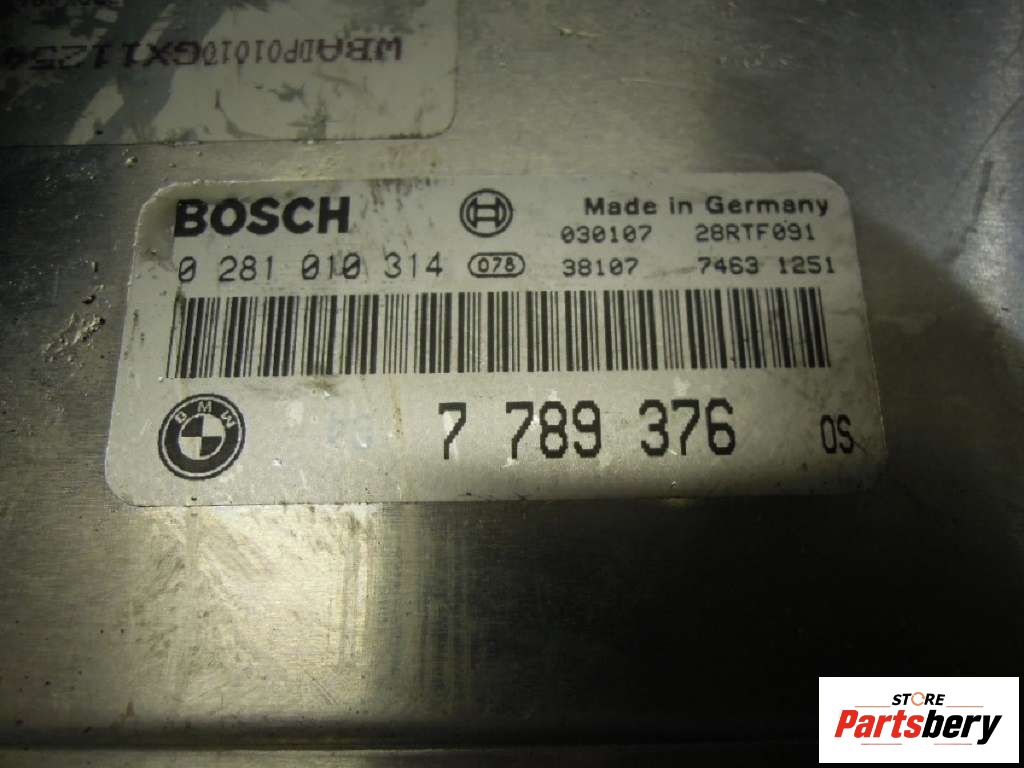 WBADP01010GX11254
BOSCH
Made in Germany
030107 28RTF091
0 281 010 314 078 38107 7463 1251
BMW
7 789 376 OS
STORE
Partsbery